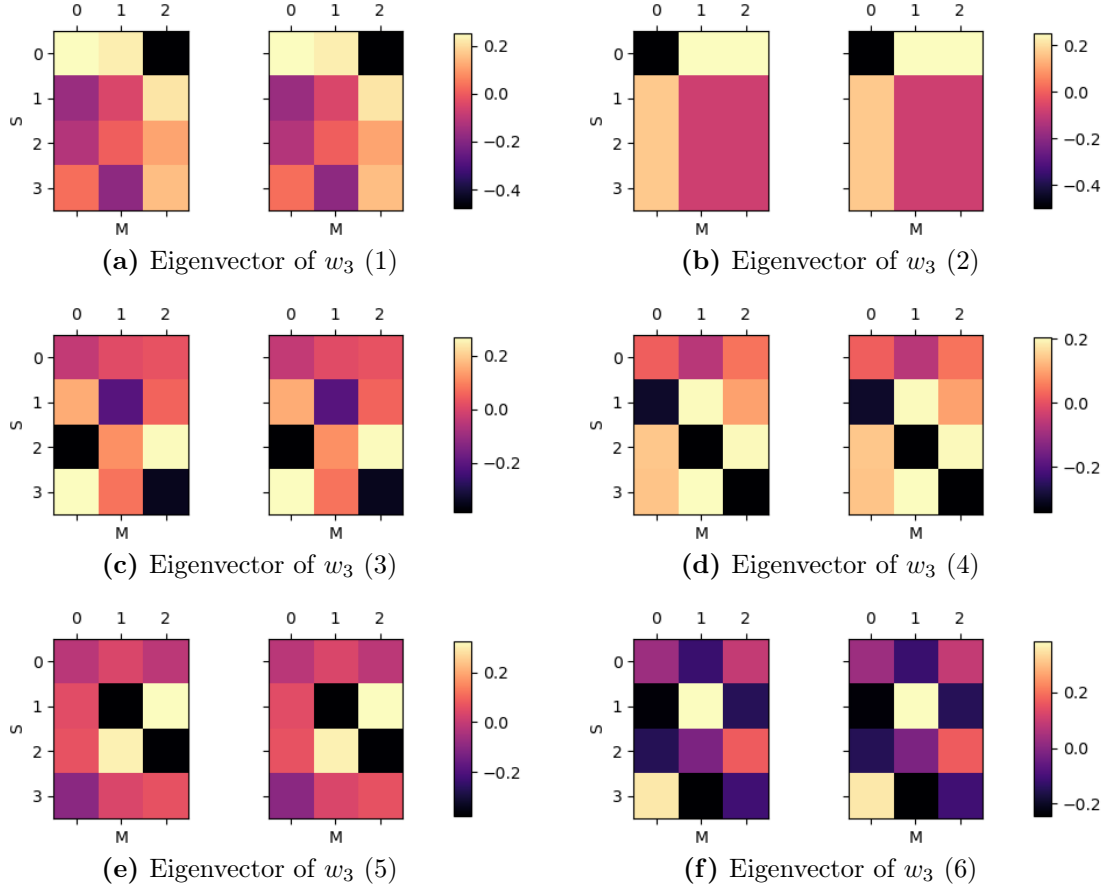 0 1 2 0 1 2 0 1 2 0 1 2
0 0.2 0 0.2
1 0.0 1 0.0
S S
2 −0.2 2 −0.2
3 −0.4 3 −0.4
M M M M
(a) Eigenvector of w₃ (1) (b) Eigenvector of w₃ (2)
0 1 2 0 1 2 0 1 2 0 1 2
0 0.2 0 0.2
1 0.0 1 0.0
S S
2 −0.2 2 −0.2
3 3
M M M M
(c) Eigenvector of w₃ (3) (d) Eigenvector of w₃ (4)
0 1 2 0 1 2 0 1 2 0 1 2
0 0.2 0 0.2
1 0.0 1 0.0
S S
2 −0.2 2 −0.2
3 3
M M M M
(e) Eigenvector of w₃ (5) (f) Eigenvector of w₃ (6)